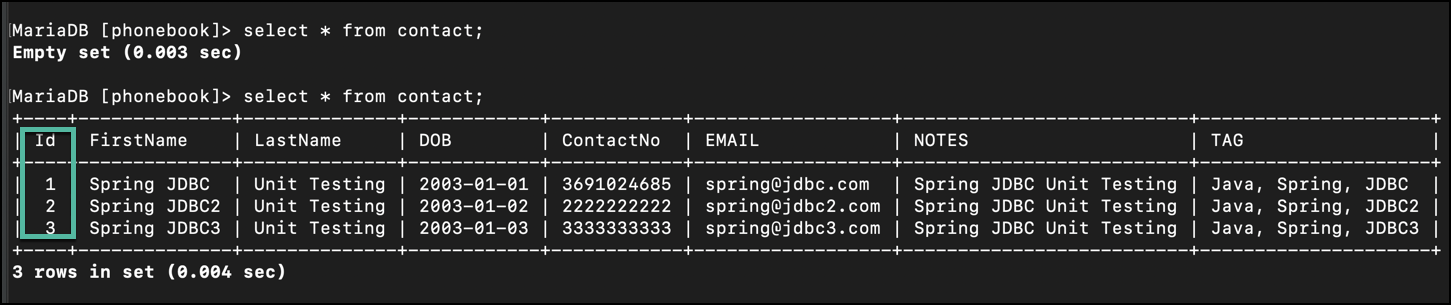 MariaDB [phonebook]> select * from contact;
Empty set (0.003 sec)
MariaDB [phonebook]> select * from contact;
+----+--------------+--------------+------------+------------+------------------+--------------------------+---------------------+
| Id | FirstName | LastName | DOB | ContactNo | EMAIL | NOTES | TAG |
+----+--------------+--------------+------------+------------+------------------+--------------------------+---------------------+
| 1 | Spring JDBC | Unit Testing | 2003-01-01 | 3691024685 | spring@jdbc.com | Spring JDBC Unit Testing | Java, Spring, JDBC |
| 2 | Spring JDBC2 | Unit Testing | 2003-01-02 | 2222222222 | spring@jdbc2.com | Spring JDBC Unit Testing | Java, Spring, JDBC2 |
| 3 | Spring JDBC3 | Unit Testing | 2003-01-03 | 3333333333 | spring@jdbc3.com | Spring JDBC Unit Testing | Java, Spring, JDBC3 |
+----+--------------+--------------+------------+------------+------------------+--------------------------+---------------------+
3 rows in set (0.004 sec)